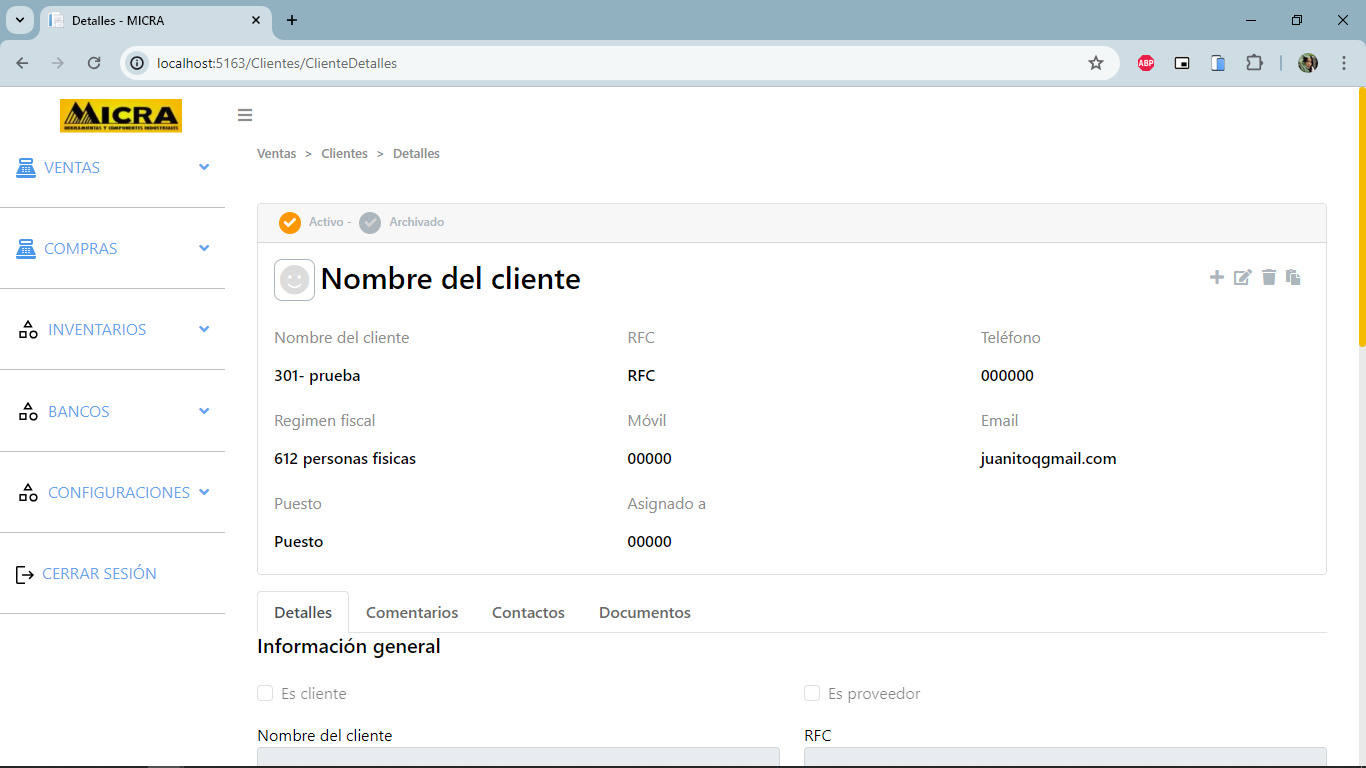 Detalles - MICRA
localhost:5163/Clientes/ClienteDetalles
ABP
MICRA
HERRAMIENTAS Y COMPONENTES INDUSTRIALES
Ventas > Clientes > Detalles
VENTAS
COMPRAS
INVENTARIOS
BANCOS
CONFIGURACIONES
CERRAR SESIÓN
Activo - Archivado
Nombre del cliente
Nombre del cliente RFC Teléfono
301- prueba RFC 000000
Regimen fiscal Móvil Email
612 personas fisicas 00000 juanitoqgmail.com
Puesto Asignado a
Puesto 00000
Detalles Comentarios Contactos Documentos
Información general
Es cliente Es proveedor
Nombre del cliente RFC